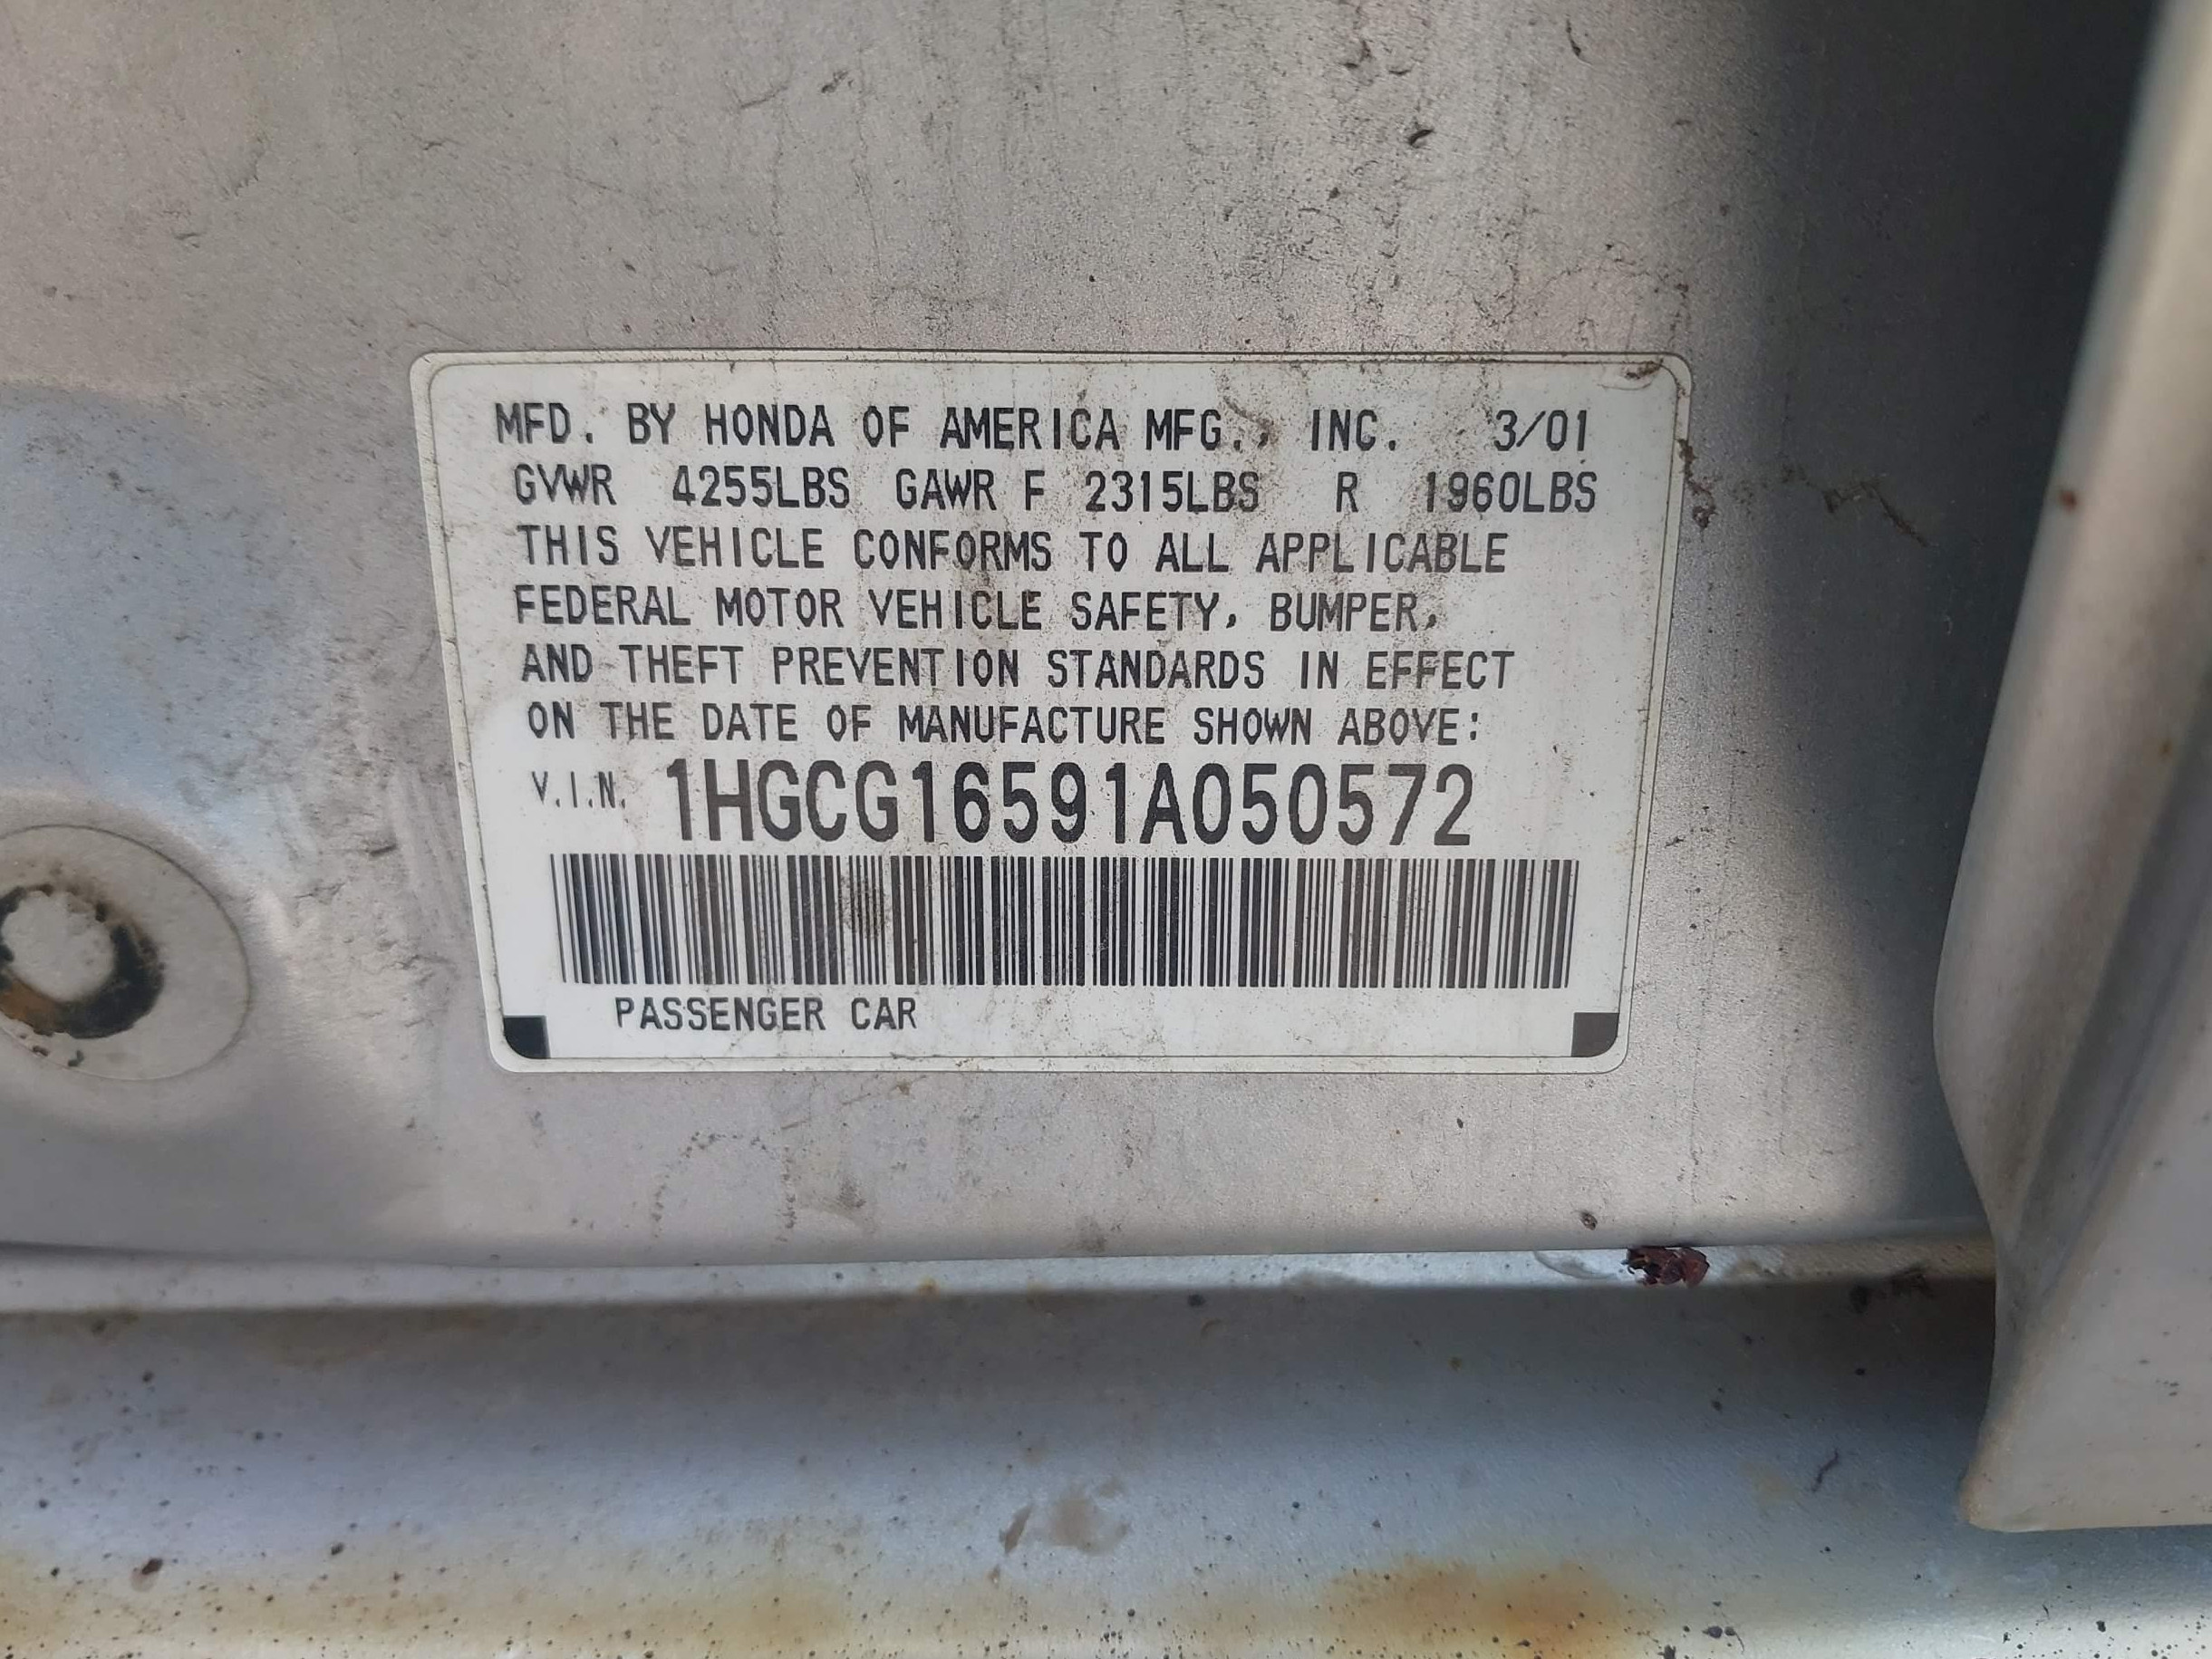 MFD. BY HONDA OF AMERICA MFG., INC. 3/01
GVWR 4255LBS GAWR F 2315LBS R 1960LBS
THIS VEHICLE CONFORMS TO ALL APPLICABLE
FEDERAL MOTOR VEHICLE SAFETY, BUMPER,
AND THEFT PREVENTION STANDARDS IN EFFECT
ON THE DATE OF MANUFACTURE SHOWN ABOVE:
V.I.N. 1HGCG16591A050572
PASSENGER CAR